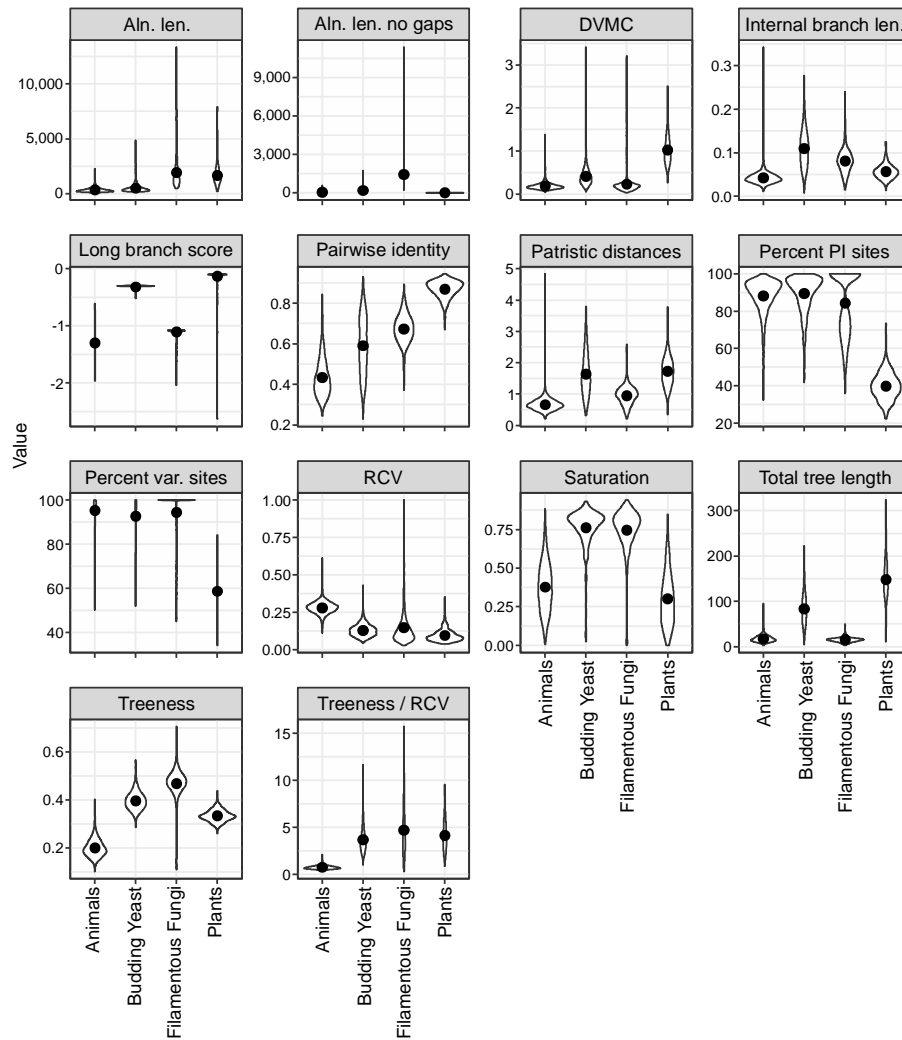 Aln. len.
10,000
5,000
0
Aln. len. no gaps
9,000
6,000
3,000
0
DVMC
3
2
1
0
Internal branch len.
0.3
0.2
0.1
0.0
Long branch score
0
-1
-2
Pairwise identity
0.8
0.6
0.4
0.2
Patristic distances
5
4
3
2
1
0
Percent PI sites
100
80
60
40
20
Value
Percent var. sites
100
80
60
40
RCV
1.00
0.75
0.50
0.25
0.00
Saturation
0.75
0.50
0.25
0.00
Animals
Budding Yeast
Filamentous Fungi
Plants
Total tree length
300
200
100
0
Animals
Budding Yeast
Filamentous Fungi
Plants
Treeness
0.6
0.4
0.2
Animals
Budding Yeast
Filamentous Fungi
Plants
Treeness / RCV
15
10
5
0
Animals
Budding Yeast
Filamentous Fungi
Plants